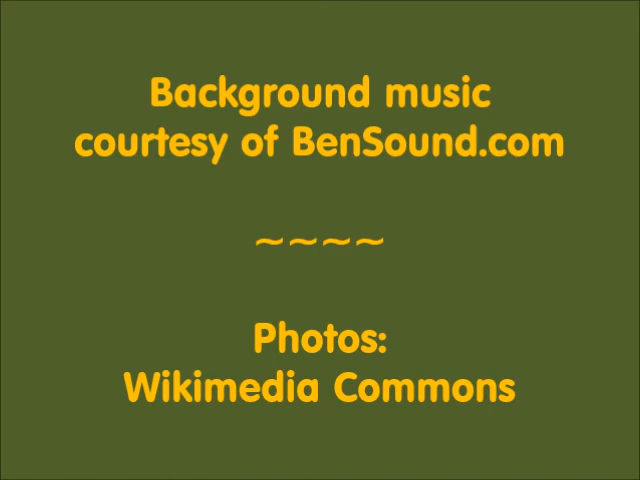 Background music
courtesy of BenSound.com
~~~~
Photos:
Wikimedia Commons